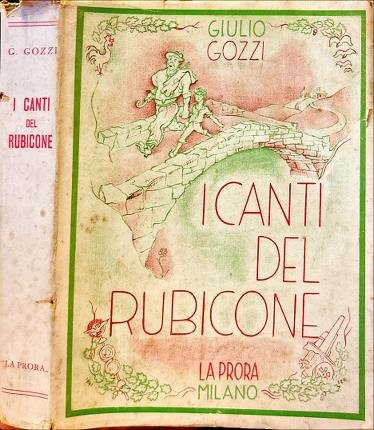 G. GOZZI
I CANTI
DEL
RUBICONE
"LA PRORA„
GIULIO
GOZZI
I CANTI
DEL
RUBICONE
LA PRORA
MILANO